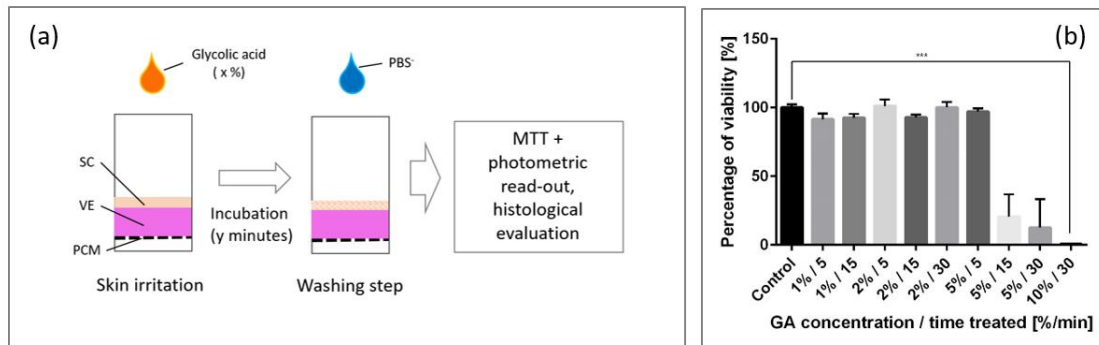 (a)
Glycolic acid
( x %)
PBS-
SC
VE
PCM
Incubation
(y minutes)
MTT +
photometric
read-out,
histological
evaluation
Skin irritation
Washing step
(b)
Percentage of viability [%]
150
100
50
0
***
Control
1% / 5
1% / 15
2% / 5
2% / 15
2% / 30
5% / 5
5% / 15
5% / 30
10% / 30
GA concentration / time treated [%/min]